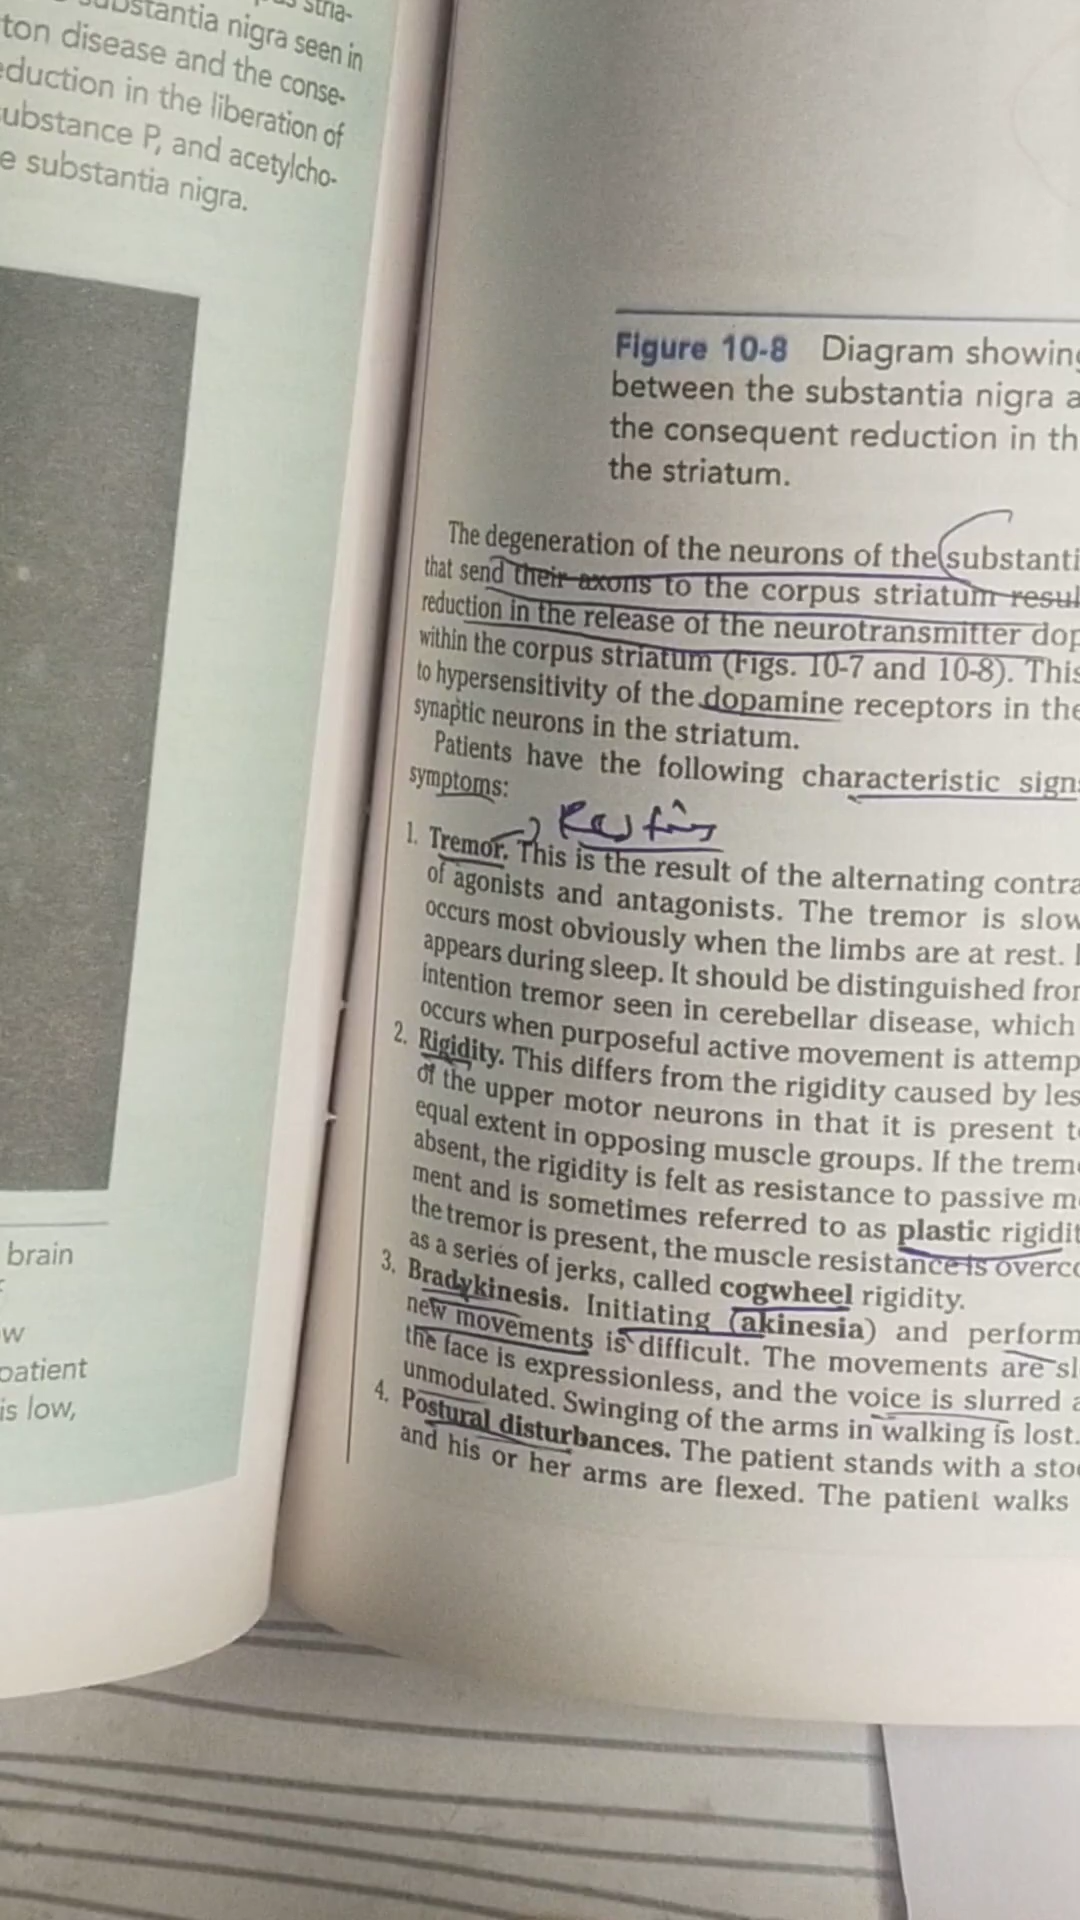 stria-
substantia nigra seen in
ton disease and the conse-
eduction in the liberation of
ubstance P, and acetylcho-
e substantia nigra.
brain
w
patient
is low,
Figure 10-8 Diagram showing
between the substantia nigra a
the consequent reduction in th
the striatum.
The degeneration of the neurons of the substanti
that send their axons to the corpus striatum resul
reduction in the release of the neurotransmitter dop
within the corpus striatum (Figs. 10-7 and 10-8). This
to hypersensitivity of the dopamine receptors in the
synaptic neurons in the striatum.
Patients have the following characteristic signs
symptoms:
Resting
1. Tremor. This is the result of the alternating contra
of agonists and antagonists. The tremor is slow
occurs most obviously when the limbs are at rest. I
appears during sleep. It should be distinguished from
intention tremor seen in cerebellar disease, which
occurs when purposeful active movement is attemp
2. Rigidity. This differs from the rigidity caused by les
of the upper motor neurons in that it is present to
equal extent in opposing muscle groups. If the trem
absent, the rigidity is felt as resistance to passive m
ment and is sometimes referred to as plastic rigidit
the tremor is present, the muscle resistance is overco
as a series of jerks, called cogwheel rigidity.
3. Bradykinesis. Initiating (akinesia) and perform
new movements is difficult. The movements are sl
the face is expressionless, and the voice is slurred a
unmodulated. Swinging of the arms in walking is lost.
4. Postural disturbances. The patient stands with a stoo
and his or her arms are flexed. The patient walks